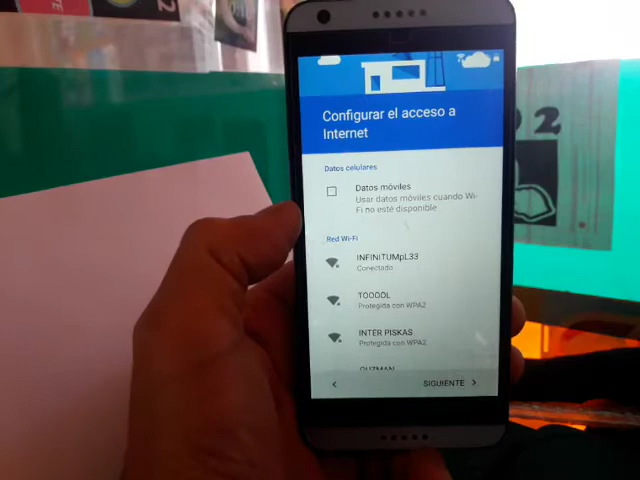 Configurar el acceso a
Internet
Datos celulares
Datos móviles
Usar datos móviles cuando Wi-
Fi no esté disponible
Red Wi-Fi
INFINITUMpL33
Conectado
TOOODL
Protegida con WPA2
INTER PISKAS
Protegida con WPA2
GUZMAN
SIGUIENTE
2